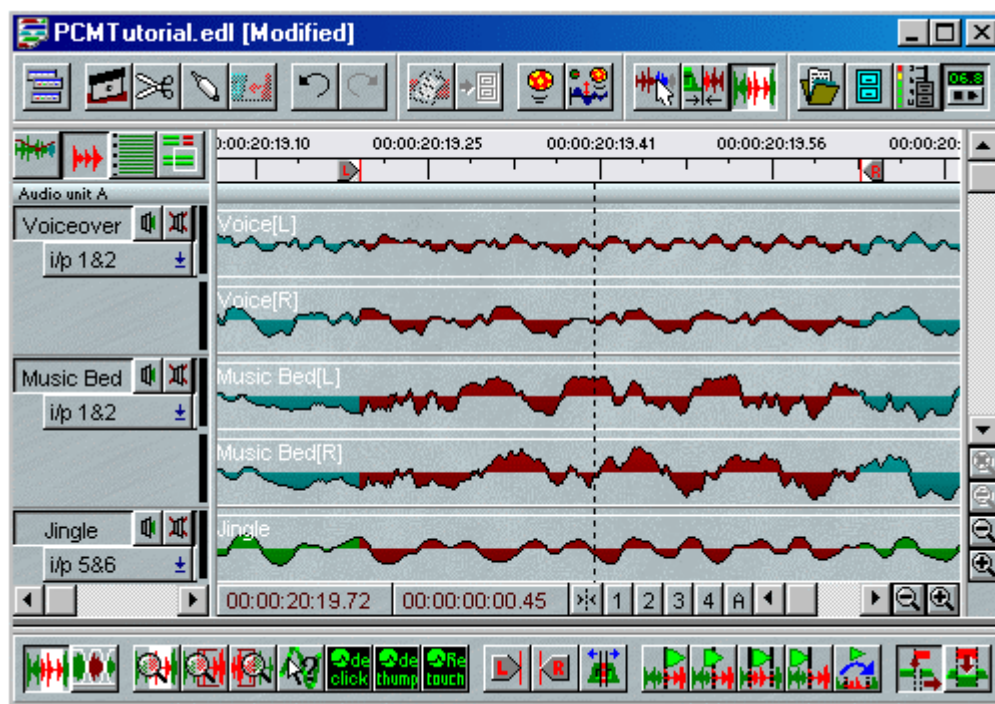 PCMTutorial.edl [Modified]
06.8
0:00:20:19.10 00:00:20:19.25 00:00:20:19.41 00:00:20:19.56 00:00:20:
L R
Audio unit A
Voiceover Voice[L]
i/p 1&2
Voice[R]
Music Bed Music Bed[L]
i/p 1&2
Music Bed[R]
Jingle Jingle
i/p 5&6
00:00:20:19.72 00:00:00:00.45 1 2 3 4 A
de click de thump Re touch L R